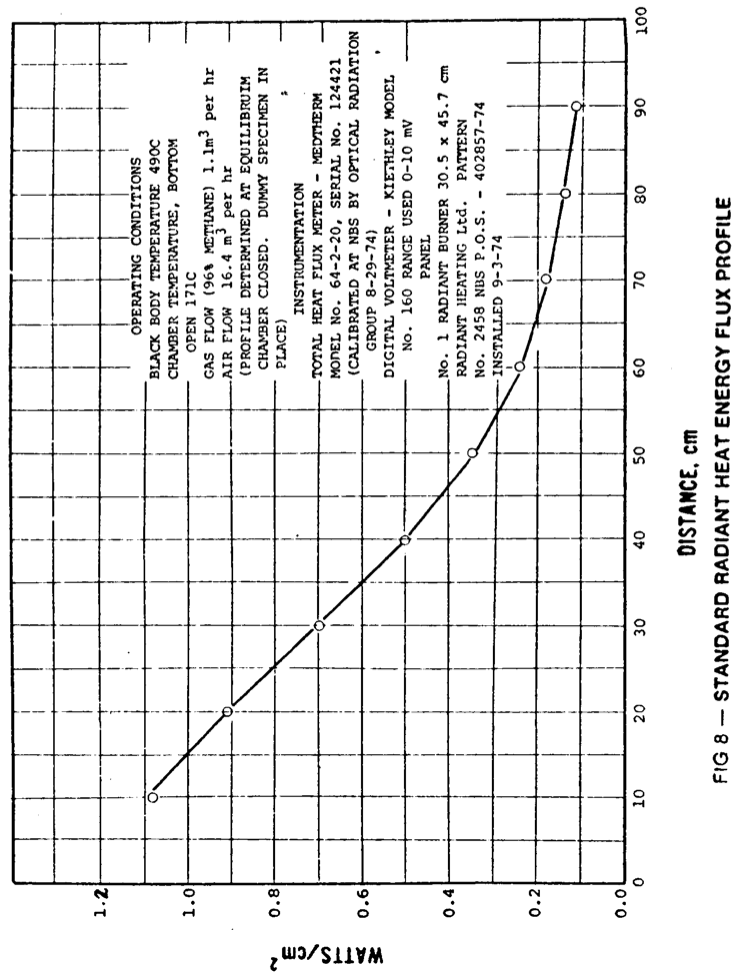 WATTS/cm²
1.2
1.0
0.8
0.6
0.4
0.2
0.0
OPERATING CONDITIONS
BLACK BODY TEMPERATURE 490C
CHAMBER TEMPERATURE, BOTTOM
OPEN 171C
GAS FLOW (96% METHANE) 1.1m³ per hr
AIR FLOW 16.4 m³ per hr
(PROFILE DETERMINED AT EQUILIBRUIM
CHAMBER CLOSED. DUMMY SPECIMEN IN
PLACE)
INSTRUMENTATION
TOTAL HEAT FLUX METER - MEDTHERM
MODEL No. 64-2-20, SERIAL No. 124421
(CALIBRATED AT NBS BY OPTICAL RADIATION
GROUP 8-29-74)
DIGITAL VOLTMETER - KIETHLEY MODEL
No. 160 RANGE USED 0-10 mV
PANEL
No. 1 RADIANT BURNER 30.5 x 45.7 cm
RADIANT HEATING Ltd. PATTERN
No. 2458 NBS P.O.S. - 402857-74
INSTALLED 9-3-74
0 10 20 30 40 50 60 70 80 90 100
DISTANCE, cm
FIG 8 — STANDARD RADIANT HEAT ENERGY FLUX PROFILE